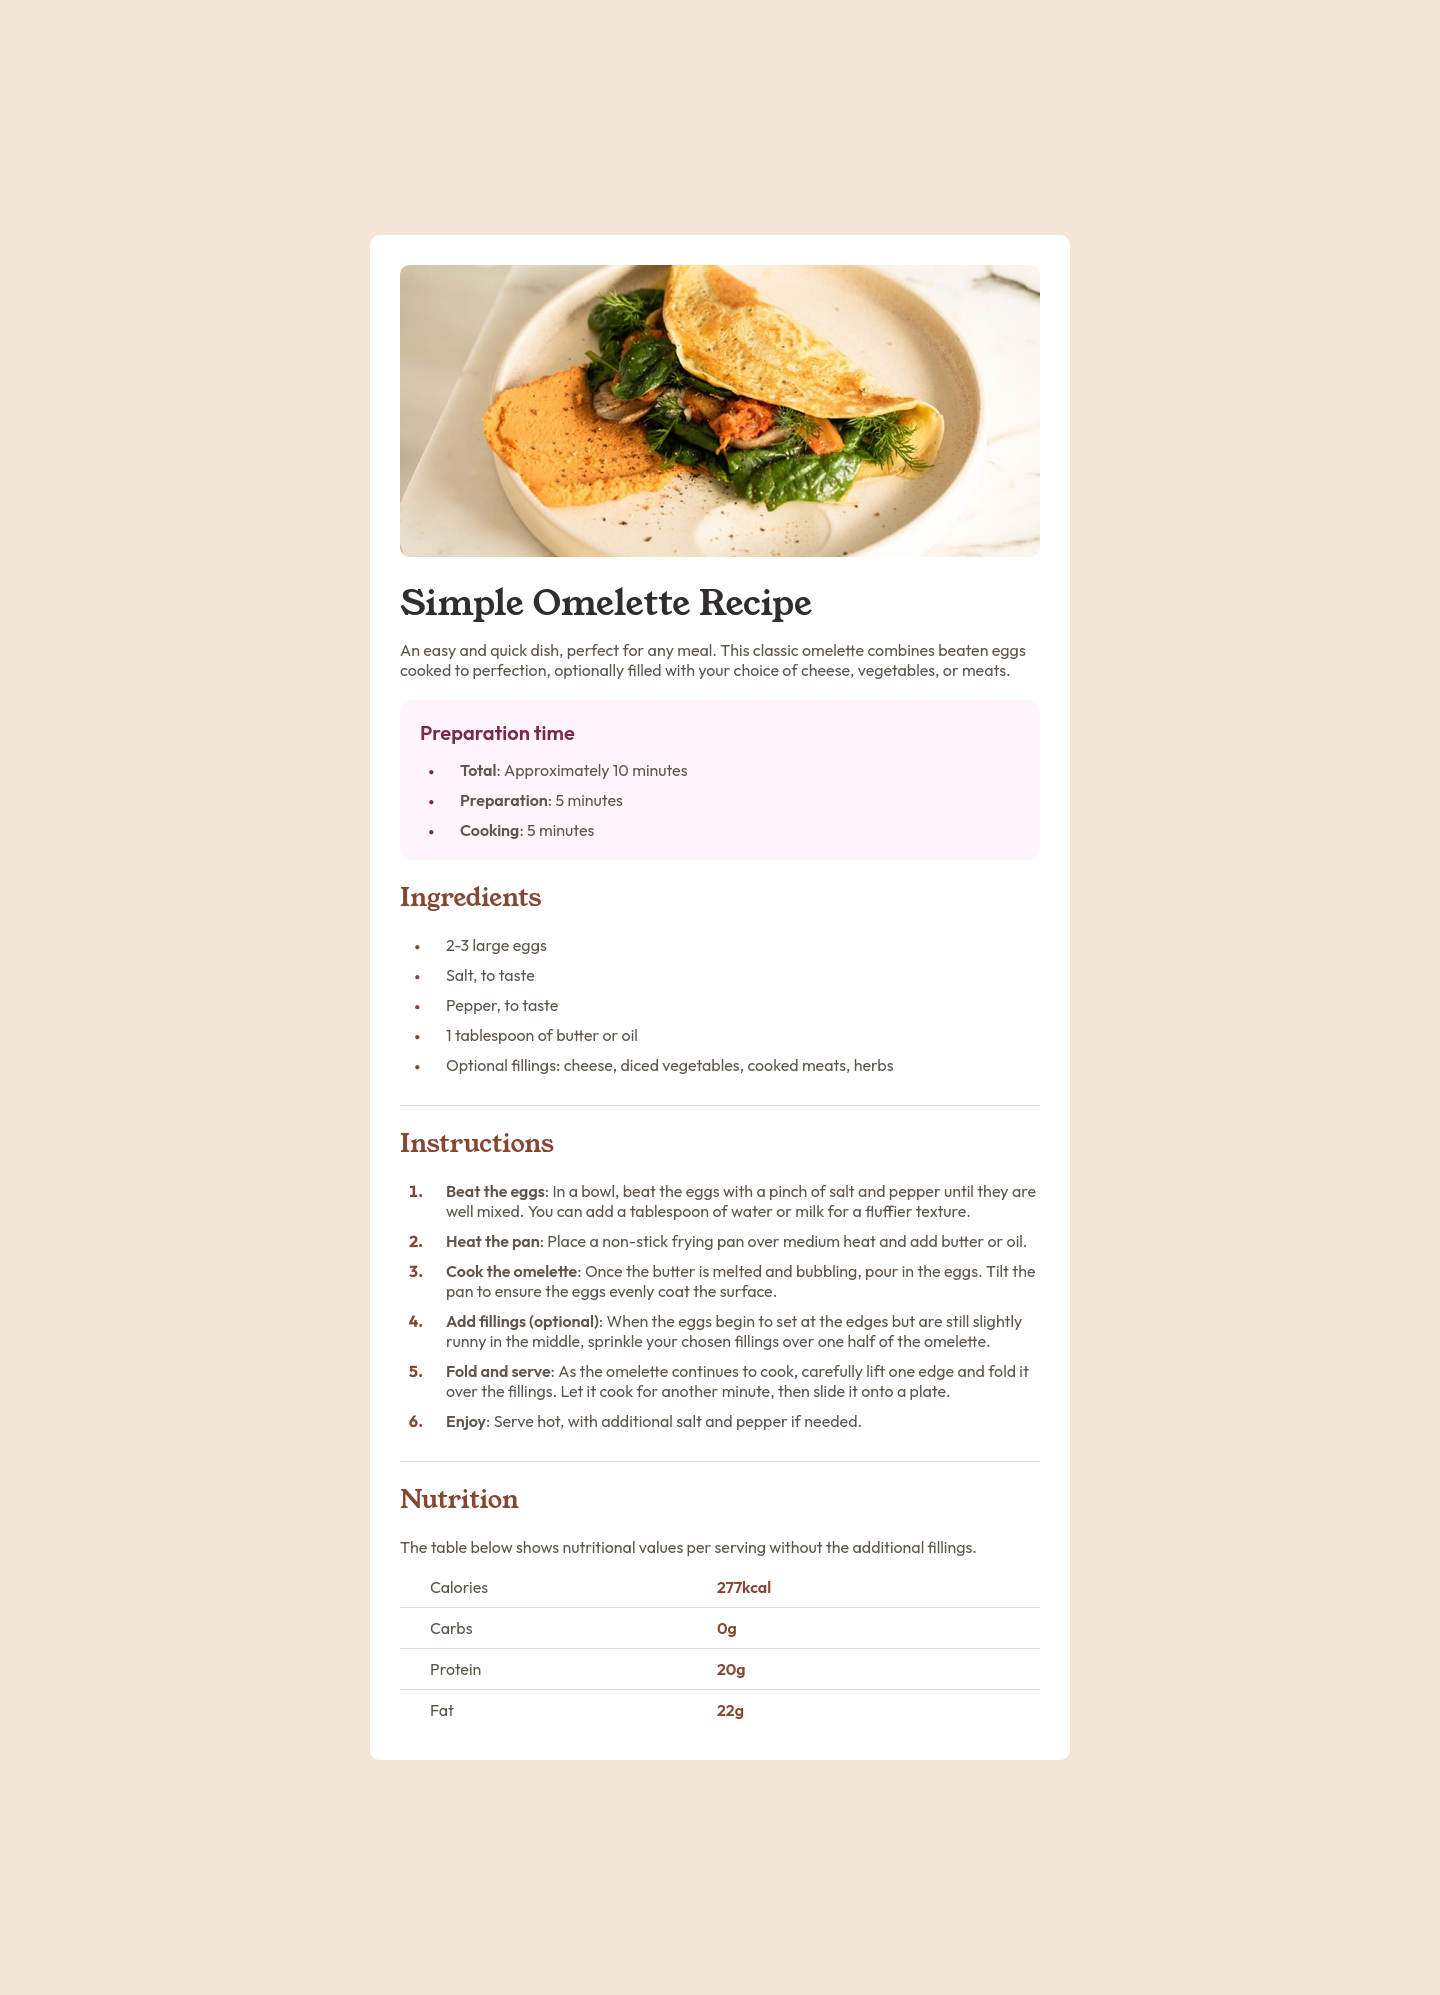 Simple Omelette Recipe
An easy and quick dish, perfect for any meal. This classic omelette combines beaten eggs
cooked to perfection, optionally filled with your choice of cheese, vegetables, or meats.
Preparation time
• Total: Approximately 10 minutes
• Preparation: 5 minutes
• Cooking: 5 minutes
Ingredients
• 2-3 large eggs
• Salt, to taste
• Pepper, to taste
• 1 tablespoon of butter or oil
• Optional fillings: cheese, diced vegetables, cooked meats, herbs
Instructions
1. Beat the eggs: In a bowl, beat the eggs with a pinch of salt and pepper until they are
well mixed. You can add a tablespoon of water or milk for a fluffier texture.
2. Heat the pan: Place a non-stick frying pan over medium heat and add butter or oil.
3. Cook the omelette: Once the butter is melted and bubbling, pour in the eggs. Tilt the
pan to ensure the eggs evenly coat the surface.
4. Add fillings (optional): When the eggs begin to set at the edges but are still slightly
runny in the middle, sprinkle your chosen fillings over one half of the omelette.
5. Fold and serve: As the omelette continues to cook, carefully lift one edge and fold it
over the fillings. Let it cook for another minute, then slide it onto a plate.
6. Enjoy: Serve hot, with additional salt and pepper if needed.
Nutrition
The table below shows nutritional values per serving without the additional fillings.
Calories 277kcal
Carbs 0g
Protein 20g
Fat 22g